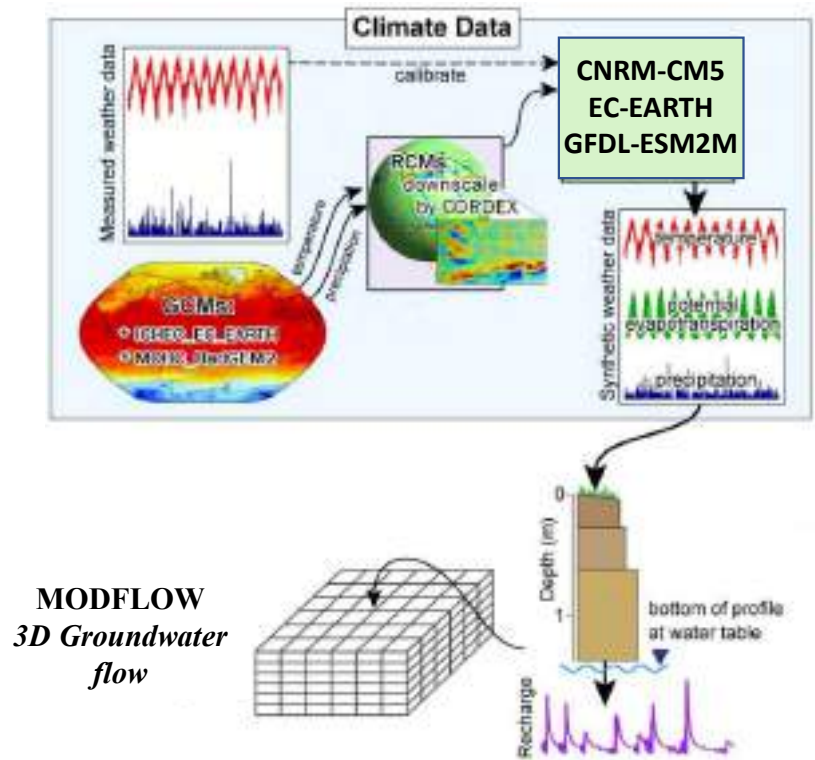 Climate Data
Measured weather data
calibrate
CNRM-CM5
EC-EARTH
GFDL-ESM2M
RCMs
downscale
by CORDEX
temperature
precipitation
GCMs:
+ ICHEC_EC_EARTH
+ MOHC_HadGEM2
Synthetic weather data
temperature
potential
evapotranspiration
precipitation
0
Depth (m)
1
bottom of profile
at water table
MODFLOW
3D Groundwater
flow
Recharge